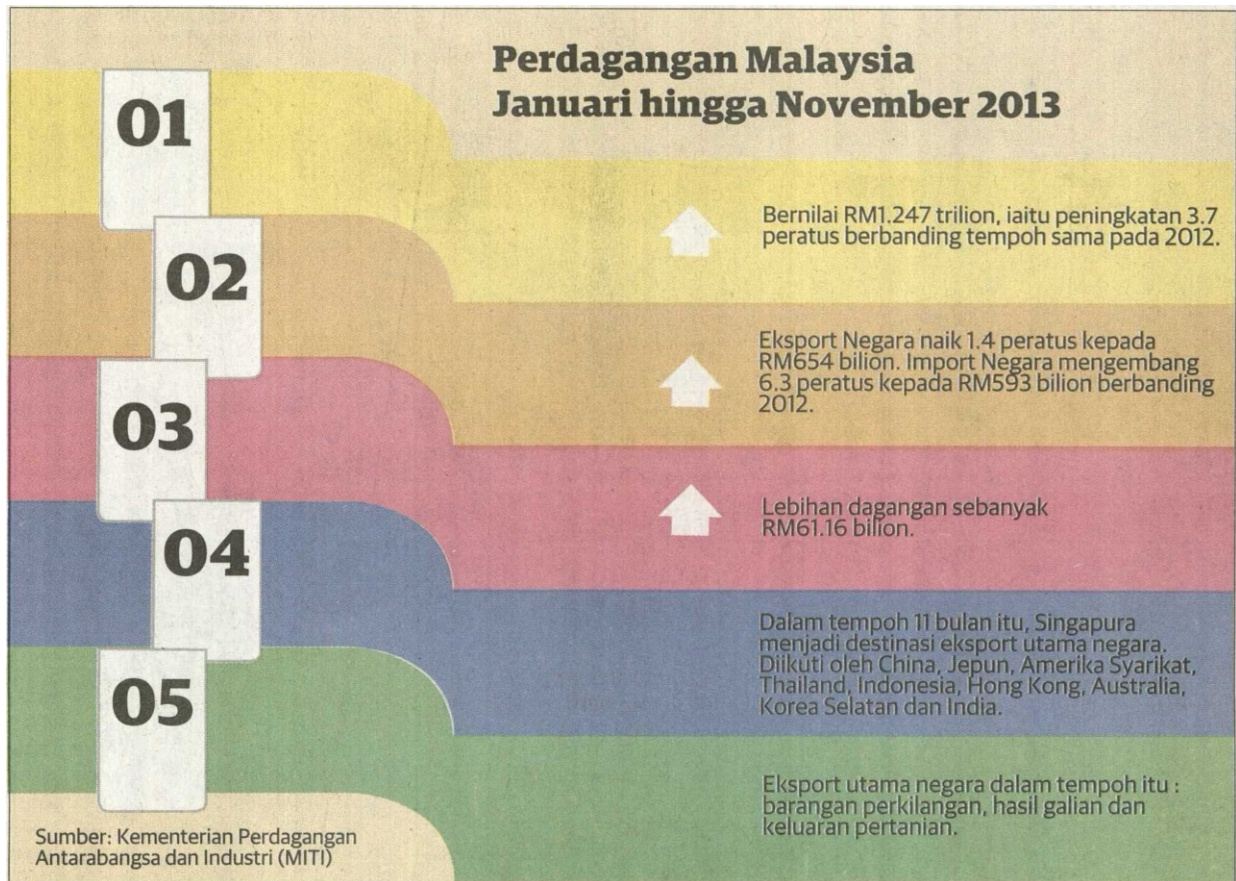 Perdagangan Malaysia
Januari hingga November 2013
01
Bernilai RM1.247 trilion, iaitu peningkatan 3.7
peratus berbanding tempoh sama pada 2012.
02
Eksport Negara naik 1.4 peratus kepada
RM654 bilion. Import Negara mengembang
6.3 peratus kepada RM593 bilion berbanding
2012.
03
Lebihan dagangan sebanyak
RM61.16 bilion.
04
Dalam tempoh 11 bulan itu, Singapura
menjadi destinasi eksport utama negara.
Diikuti oleh China, Jepun, Amerika Syarikat,
Thailand, Indonesia, Hong Kong, Australia,
Korea Selatan dan India.
05
Eksport utama negara dalam tempoh itu :
barangan perkilangan, hasil galian dan
keluaran pertanian.
Sumber: Kementerian Perdagangan
Antarabangsa dan Industri (MITI)